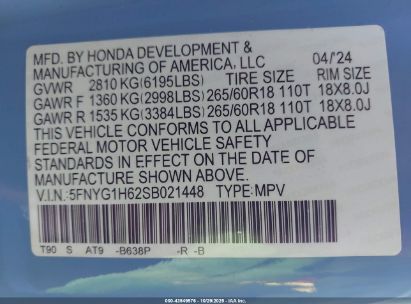 MFD. BY HONDA DEVELOPMENT &
MANUFACTURING OF AMERICA, LLC 04/'24
GVWR 2810 KG(6195LBS) TIRE SIZE RIM SIZE
GAWR F 1360 KG(2998LBS) 265/60R18 110T 18X8.0J
GAWR R 1535 KG(3384LBS) 265/60R18 110T 18X8.0J
THIS VEHICLE CONFORMS TO ALL APPLICABLE
FEDERAL MOTOR VEHICLE SAFETY
STANDARDS IN EFFECT ON THE DATE OF
MANUFACTURE SHOWN ABOVE.
V.I.N.:5FNYG1H62SB021448 TYPE:MPV
T90 S AT9 -B638P -R -B